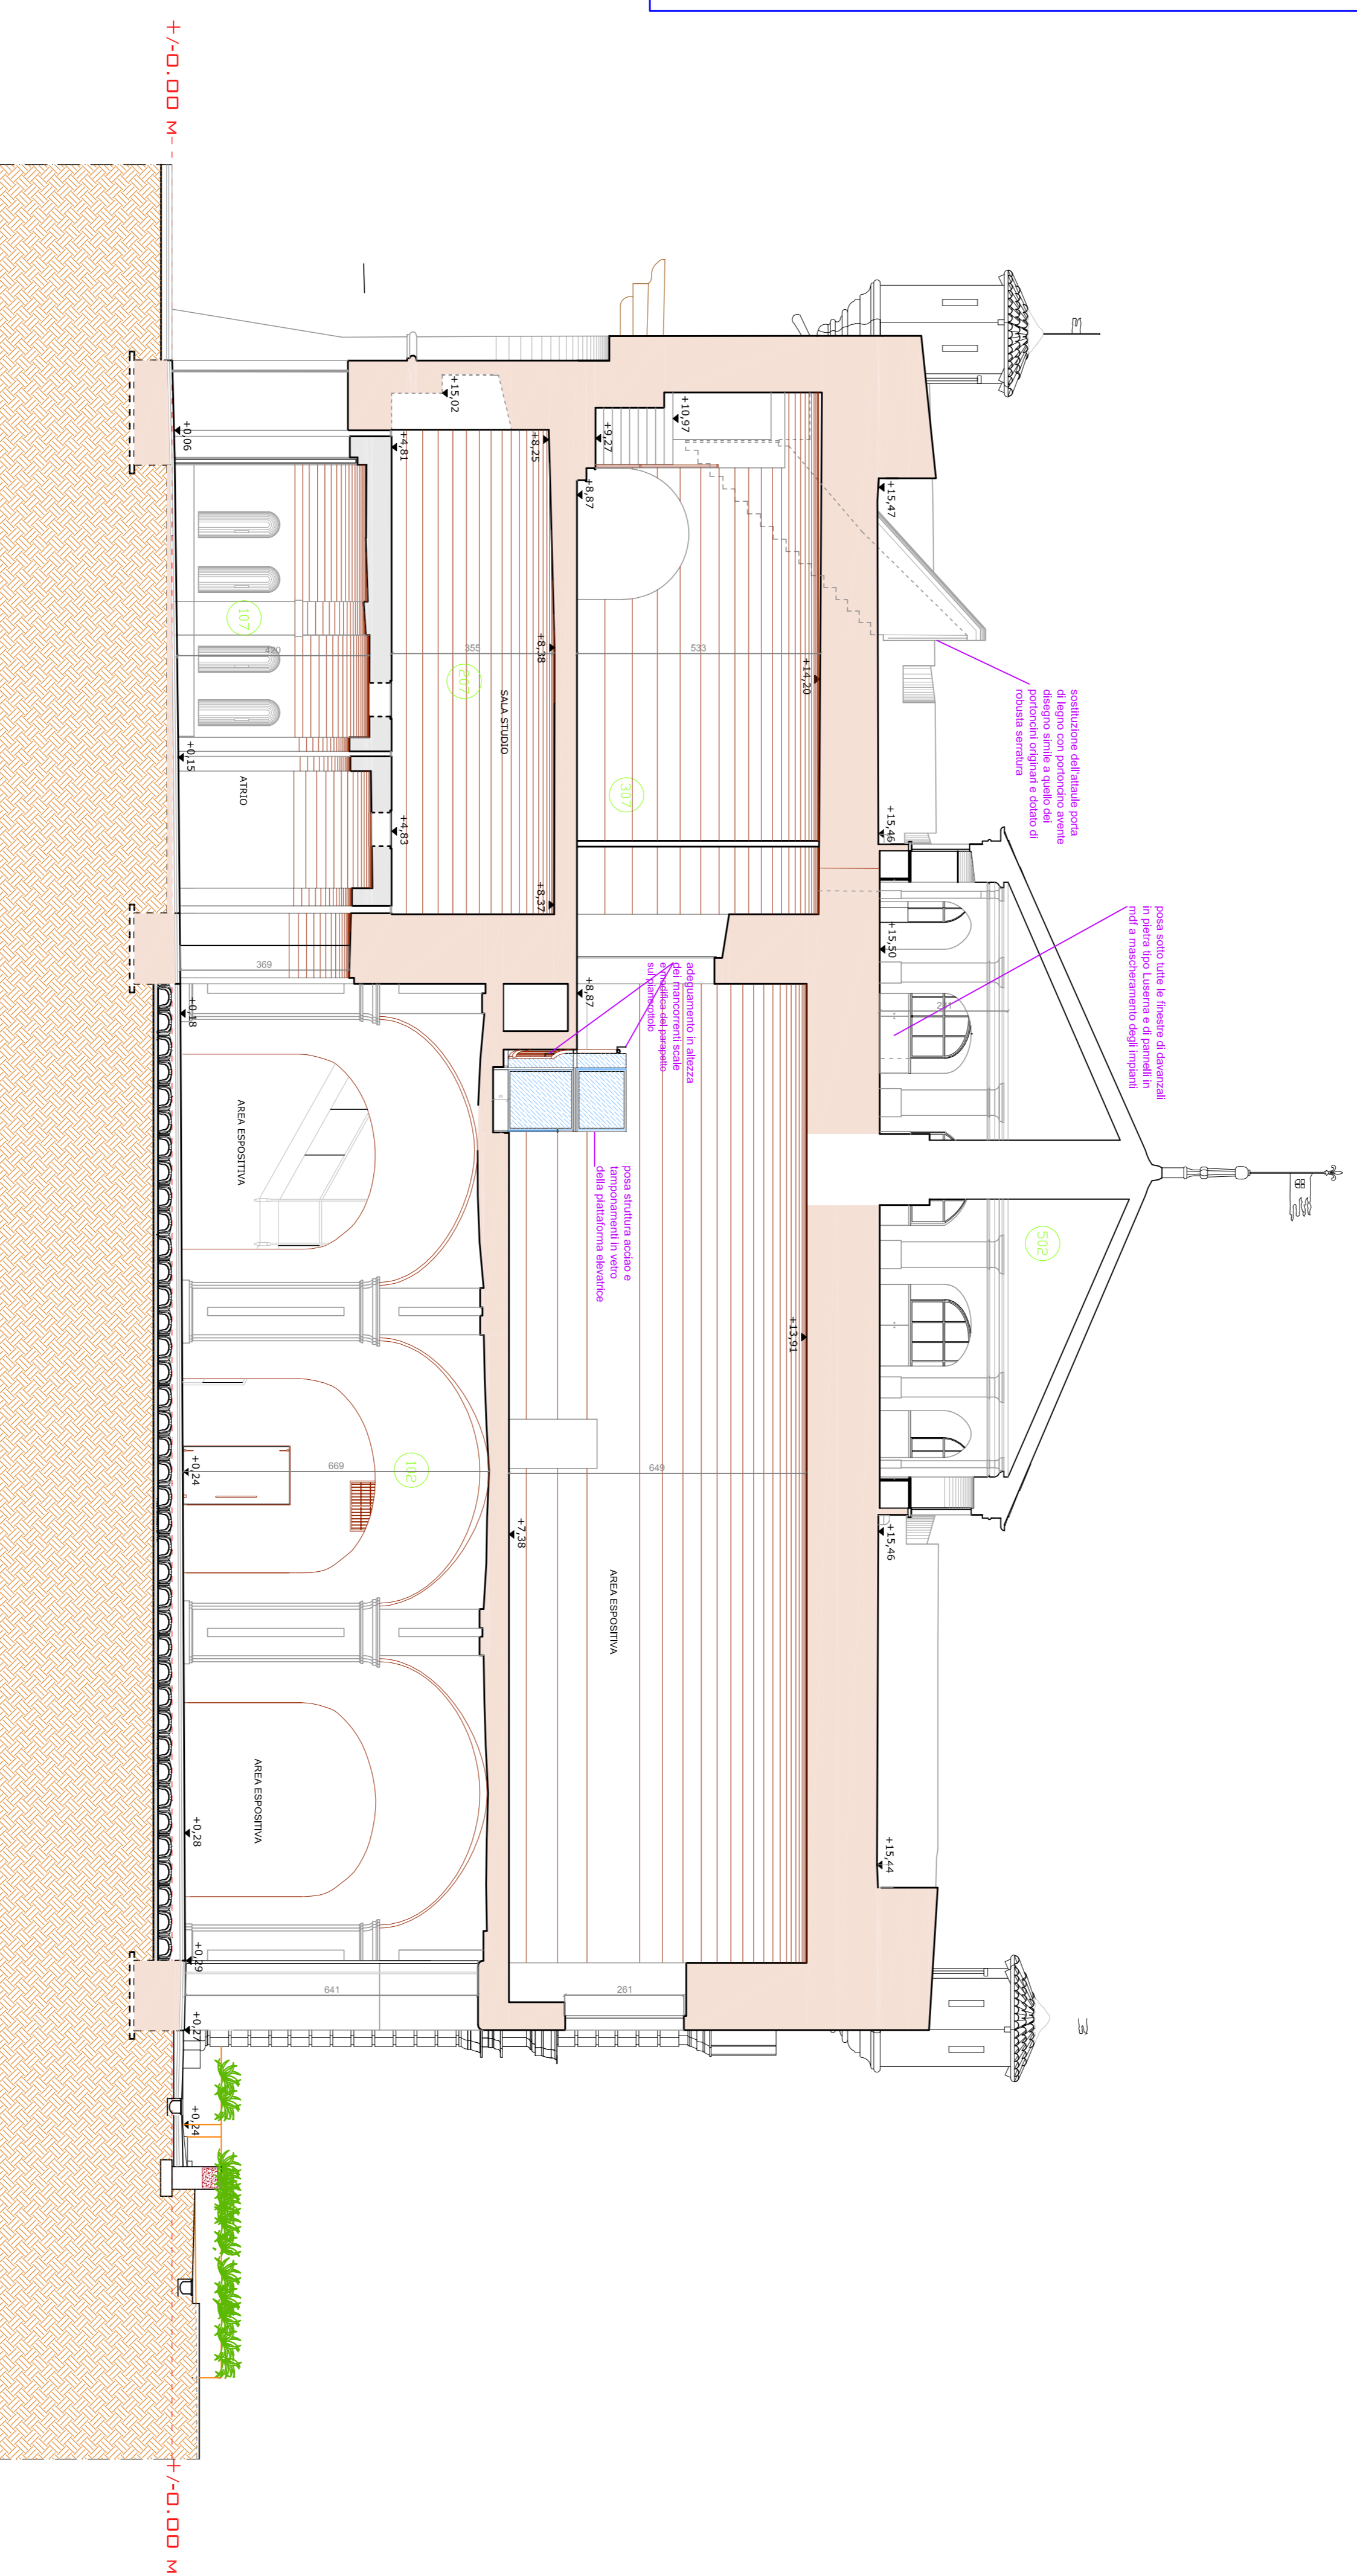 +/-0.00 M
+/-0.00 M
posa sotto tutte le finestre di davanzali
in pietra tipo Luserna e di pannelli in
mdf a mascheramento degli impianti
sostituzione dell'attaule porta
di legno con portoncino avente
disegno simile a quello dei
portoncini originari e dotato di
robusta serratura
502
+15,47
+15,46
+15,50
+15,46
+15,44
+14,20
+13,91
+10,97
+9,27
+8,87
533
307
+8,87
adeguamento in altezza
dei mancorrenti scale
e modifica del parapetto
sul pianerottolo
posa struttura acciao e
tamponamenti in vetro
della piattaforma elevatrice
649
AREA ESPOSITIVA
261
+7,38
+8,25
+8,38
+8,37
SALA STUDIO
355
207
+15,02
+4,81
+4,83
107
420
ATRIO
369
AREA ESPOSITIVA
102
669
AREA ESPOSITIVA
641
+0,06
+0,15
+0,18
+0,24
+0,28
+0,29
+0,24